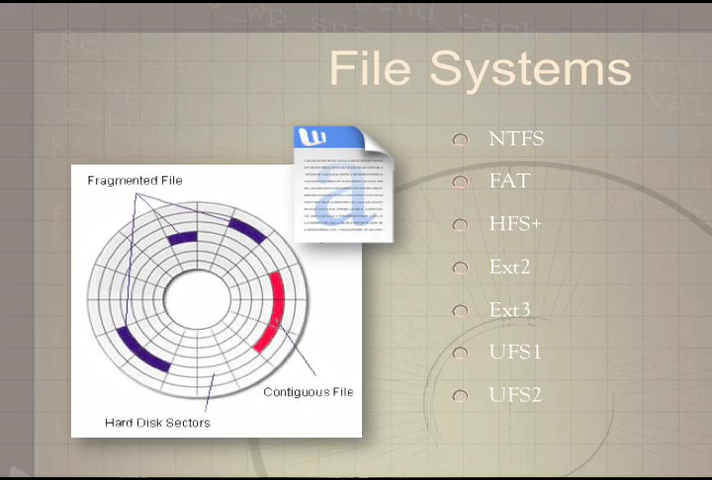 File Systems
NTFS
FAT
HFS+
Ext2
Ext3
UFS1
UFS2
Fragmented File
Contiguous File
Hard Disk Sectors